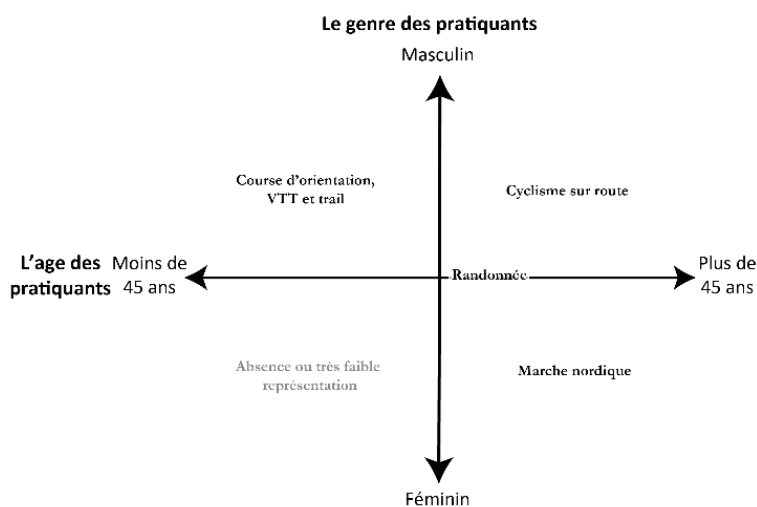 Le genre des pratiquants
Masculin
Course d'orientation,
VTT et trail
Cyclisme sur route
L'age des
pratiquants
Moins de
45 ans
Randonnée
Plus de
45 ans
Absence ou très faible
représentation
Marche nordique
Féminin